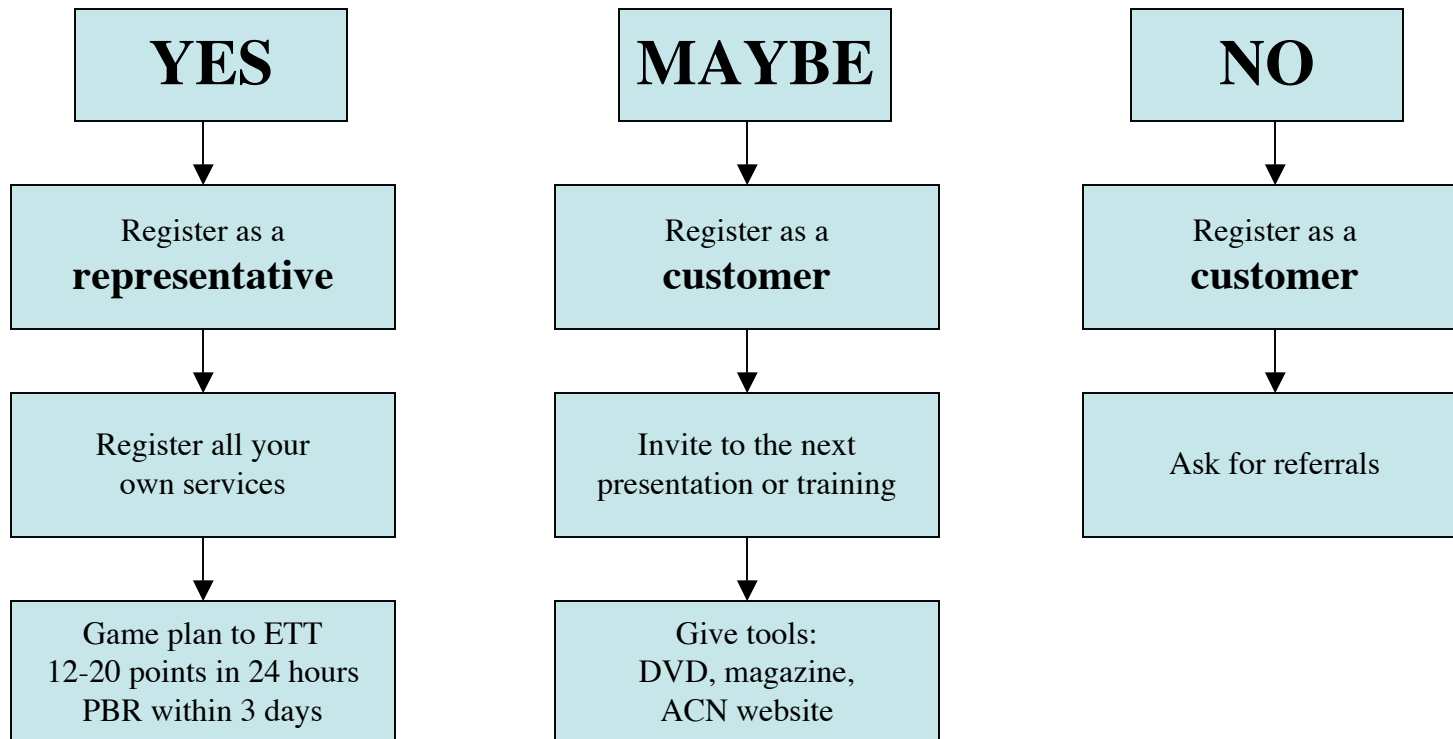 YES
Register as a
representative
Register all your
own services
Game plan to ETT
12-20 points in 24 hours
PBR within 3 days
MAYBE
Register as a
customer
Invite to the next
presentation or training
Give tools:
DVD, magazine,
ACN website
NO
Register as a
customer
Ask for referrals